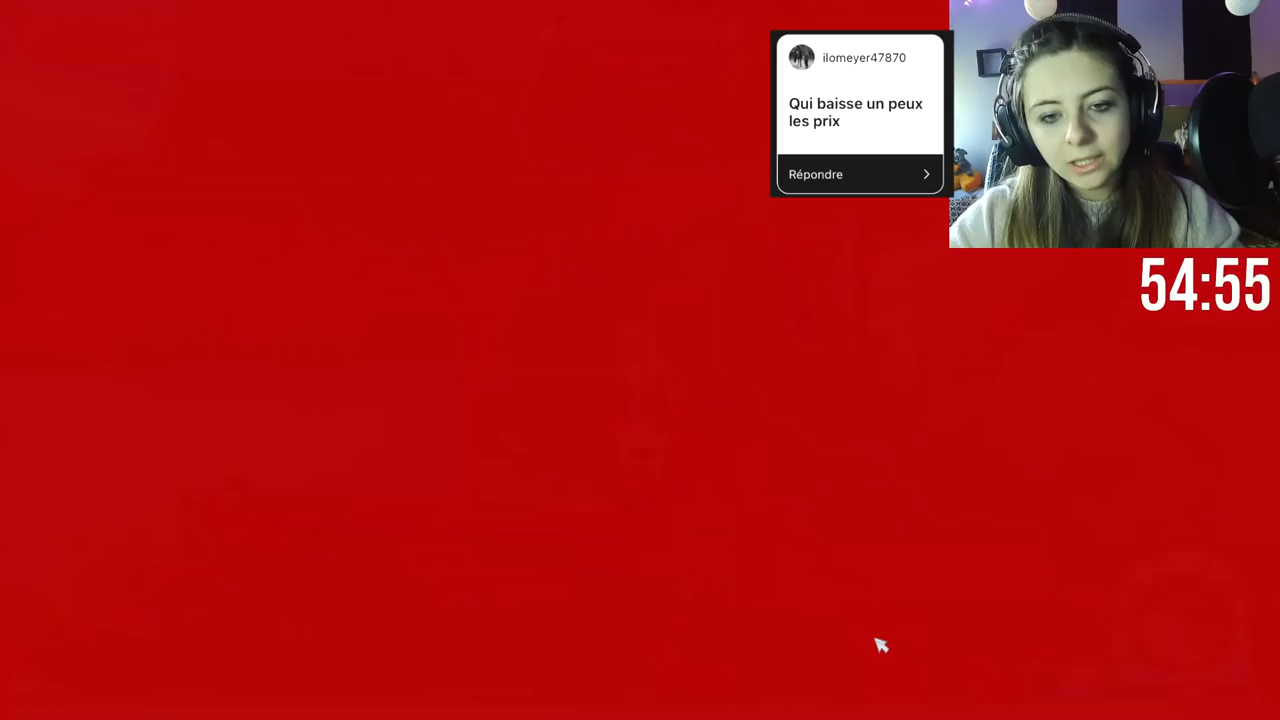 ilomeyer47870
Qui baisse un peux
les prix
Répondre
54:55